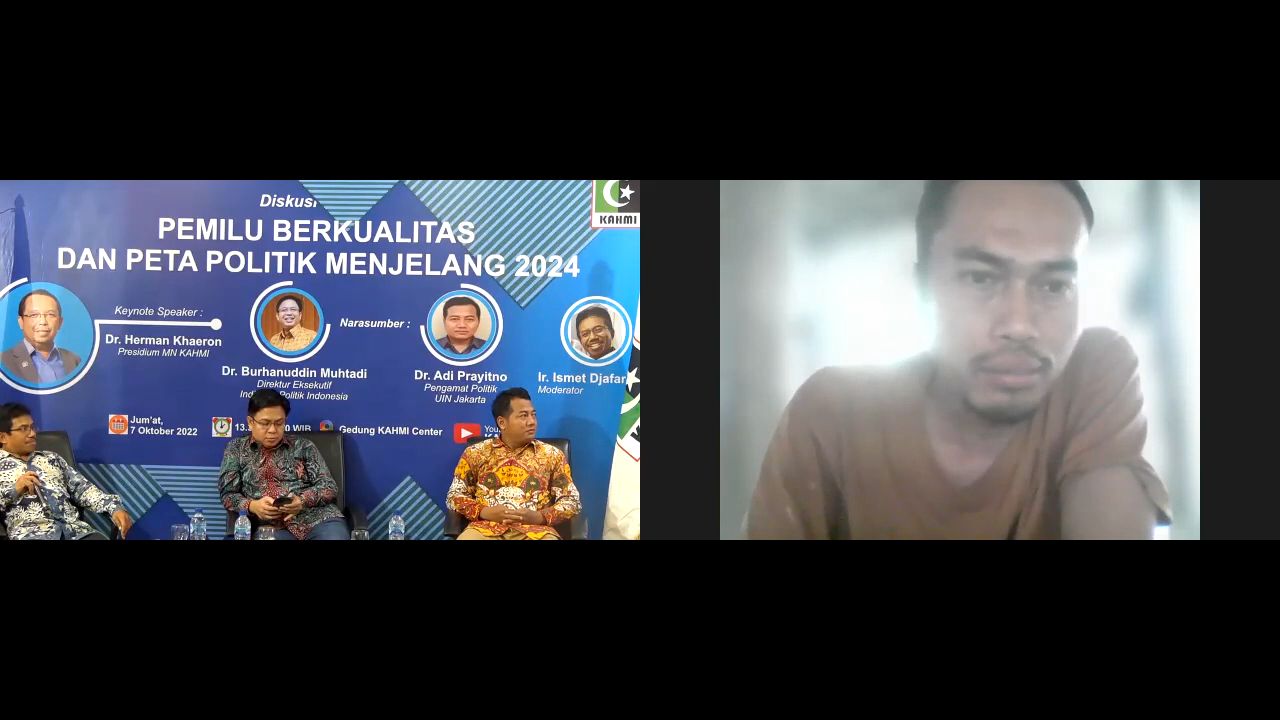 Diskusi
PEMILU BERKUALITAS
DAN PETA POLITIK MENJELANG 2024
KAHMI
Keynote Speaker :
Dr. Herman Khaeron
Presidium MN KAHMI
Narasumber :
Dr. Burhanuddin Muhtadi
Direktur Eksekutif
Politik Indonesia
Dr. Adi Prayitno
Pengamat Politik
UIN Jakarta
Ir. Ismet Djafar
Moderator
Jum'at,
7 Oktober 2022
WIB
Gedung KAHMI Center